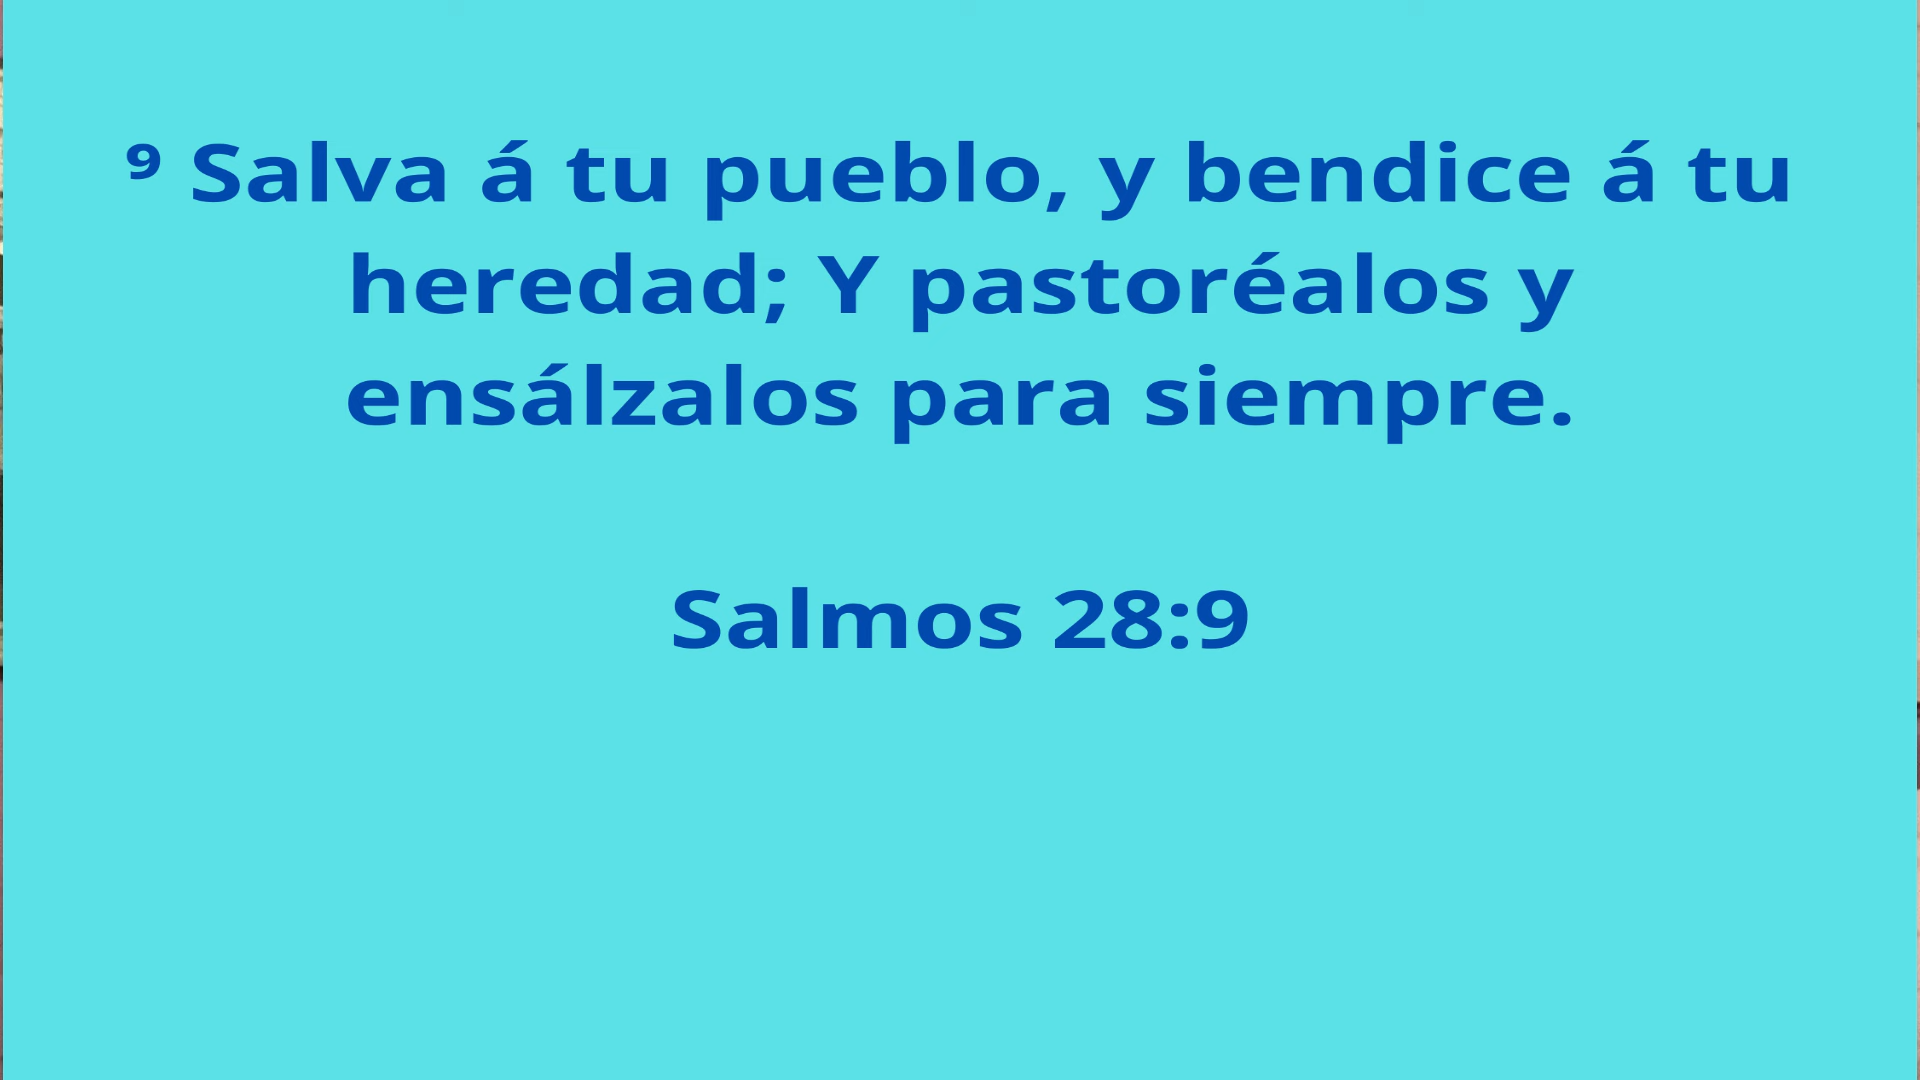 ⁹ Salva á tu pueblo, y bendice á tu
heredad; Y pastoréalos y
ensálzalos para siempre.
Salmos 28:9